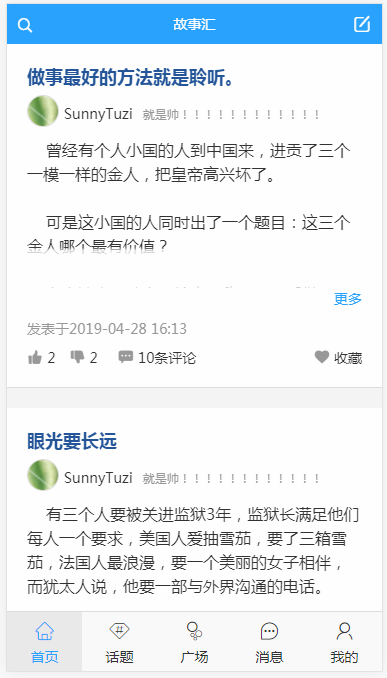 故事汇
做事最好的方法就是聆听。
SunnyTuzi 就是帅！！！！！！！！！！！！！
曾经有个人小国的人到中国来，进贡了三个
一模一样的金人，把皇帝高兴坏了。
可是这小国的人同时出了一个题目：这三个
金人哪个最有价值？
更多
发表于2019-04-28 16:13
2 2 10条评论 收藏
眼光要长远
SunnyTuzi 就是帅！！！！！！！！！！！！！
有三个人要被关进监狱3年，监狱长满足他们
每人一个要求，美国人爱抽雪茄，要了三箱雪
茄，法国人最浪漫，要一个美丽的女子相伴，
而犹太人说，他要一部与外界沟通的电话。
首页 话题 广场 消息 我的